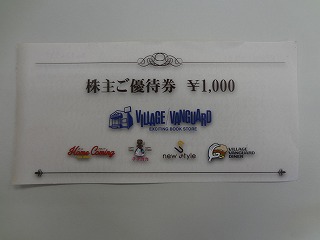 株主ご優待券 ¥1,000
VILLAGE VANGUARD
EXCITING BOOK STORE
Home Coming
new style
VILLAGE
VANGUARD
DINER